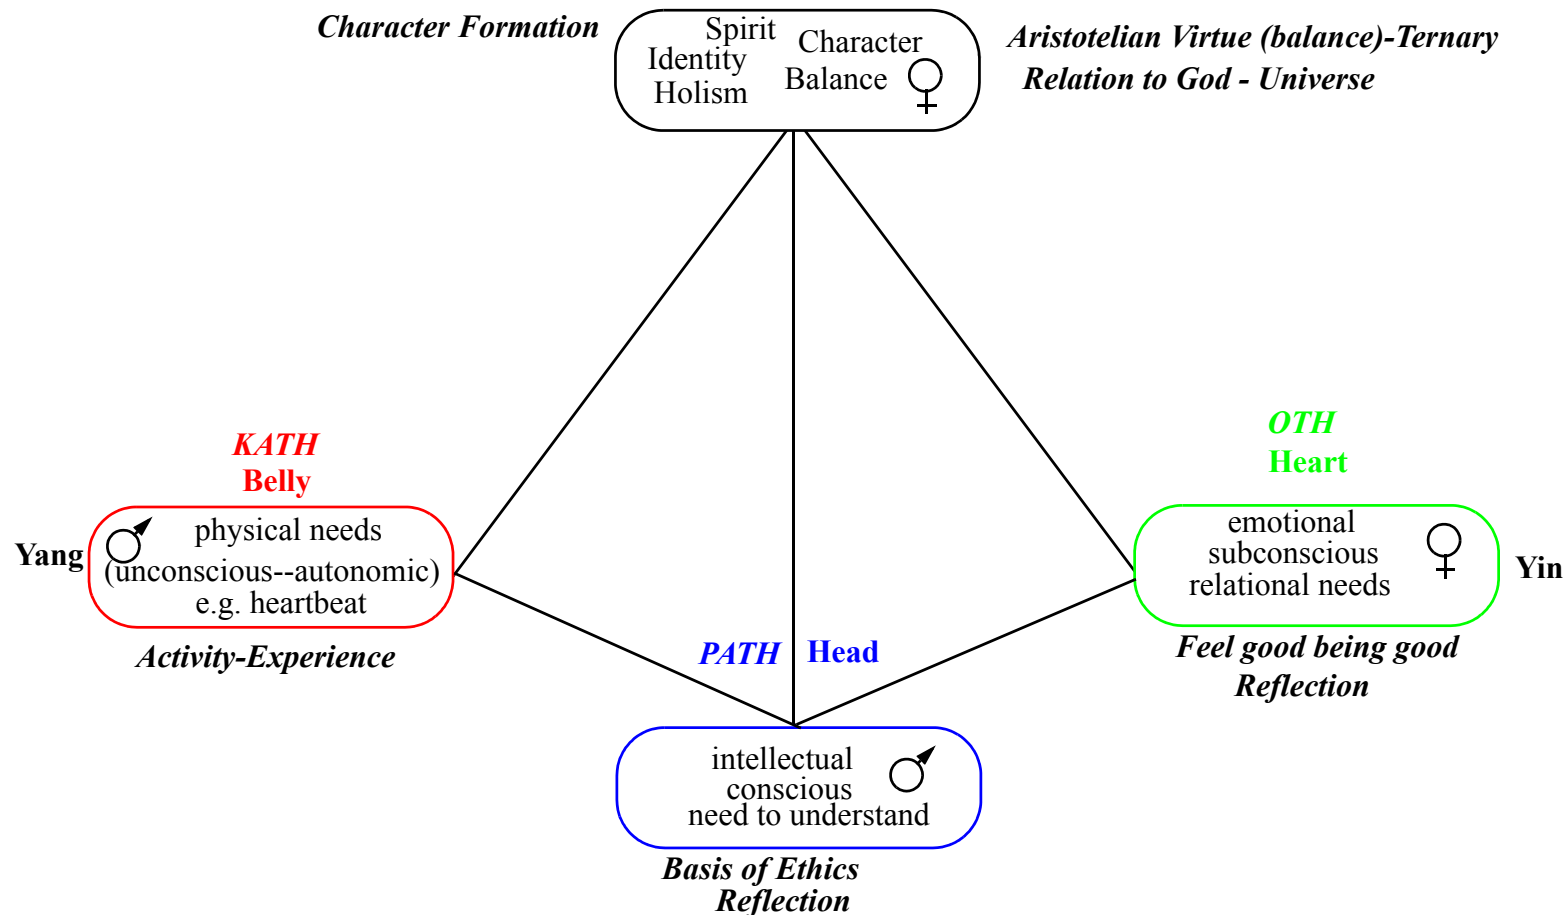 Character Formation
Spirit
Character
Identity
Balance
Holism
Aristotelian Virtue (balance)-Ternary
Relation to God - Universe
KATH
Belly
Yang
physical needs
(unconscious--autonomic)
e.g. heartbeat
Activity-Experience
OTH
Heart
emotional
subconscious
relational needs
Yin
Feel good being good
Reflection
PATH Head
intellectual
conscious
need to understand
Basis of Ethics
Reflection